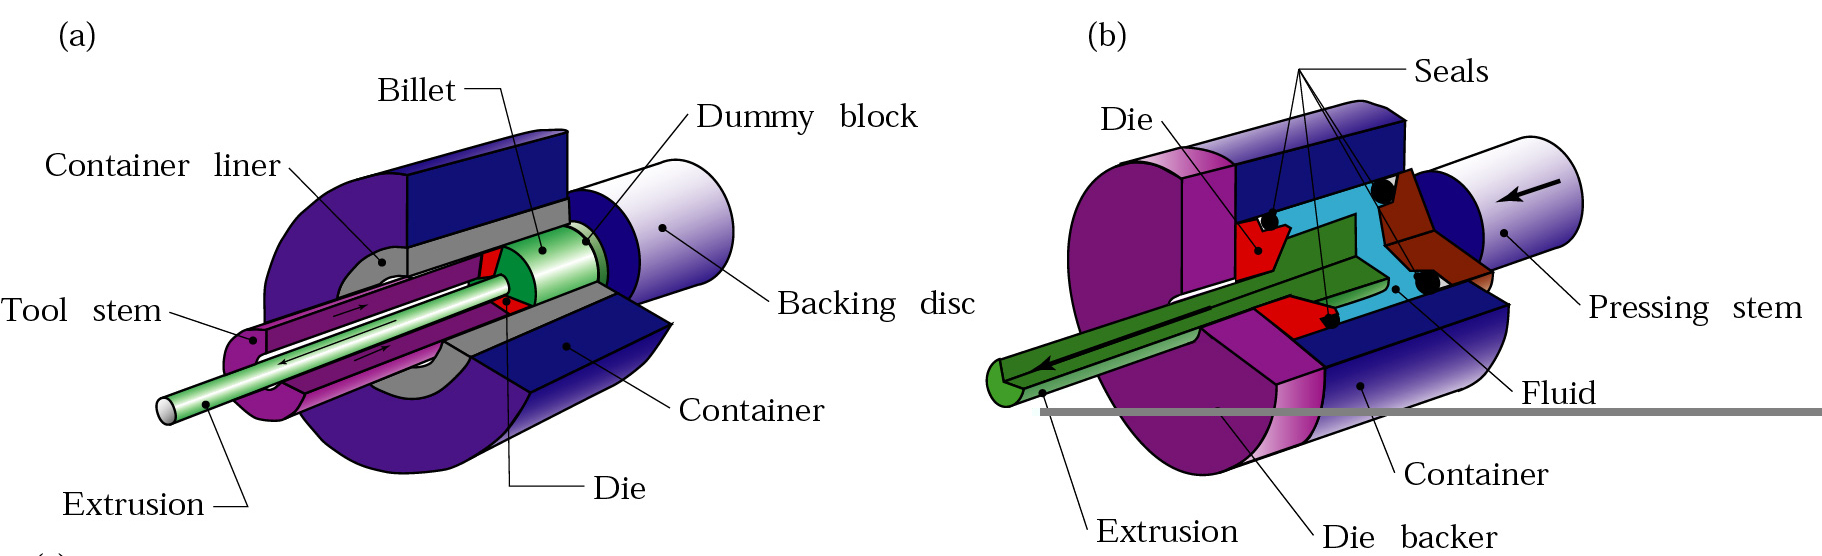 (a)
Billet
Dummy block
Container liner
Tool stem
Backing disc
Container
Die
Extrusion
(b)
Seals
Die
Pressing stem
Fluid
Container
Extrusion
Die backer